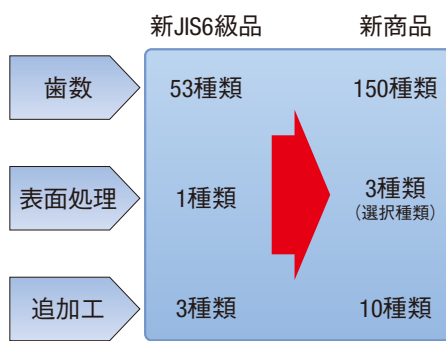 新JIS6級品 新商品
歯数 53種類 150種類
表面処理 1種類 3種類
(選択種類)
追加工 3種類 10種類